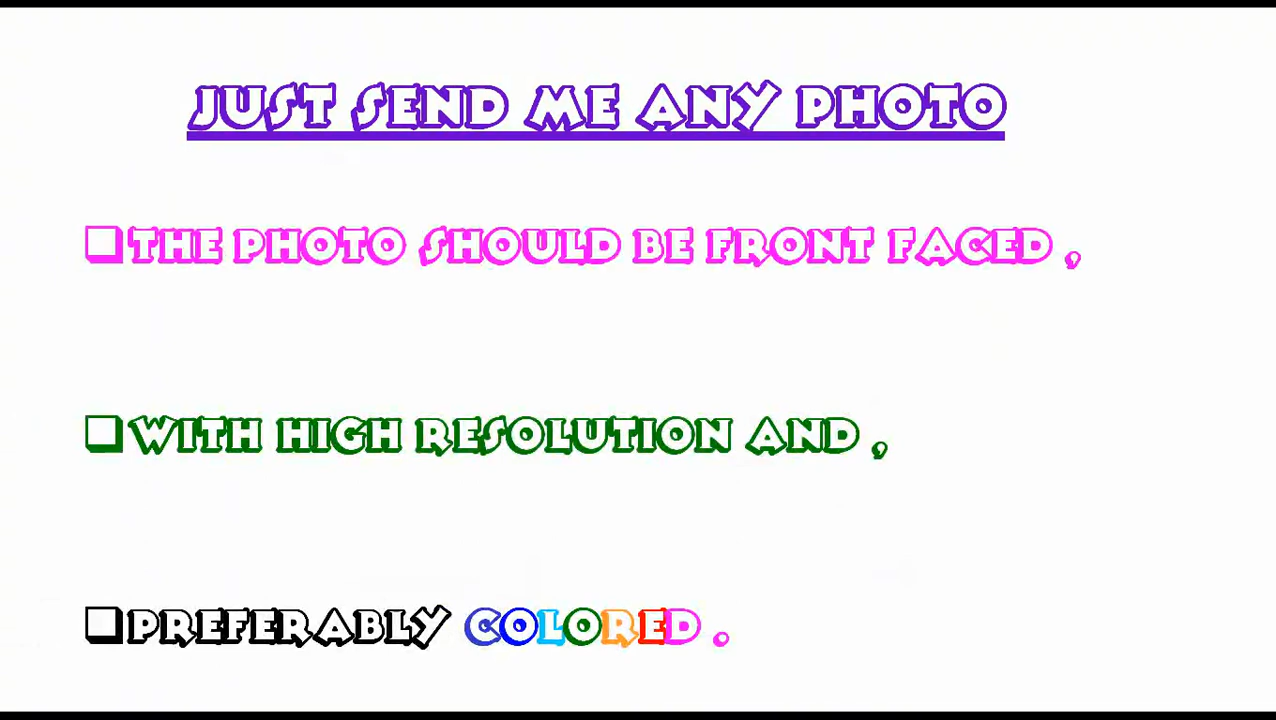 JUST SEND ME ANY PHOTO
❑THE PHOTO SHOULD BE FRONT FACED ,
❑WITH HIGH RESOLUTION AND ,
❑PREFERABLY COLORED .